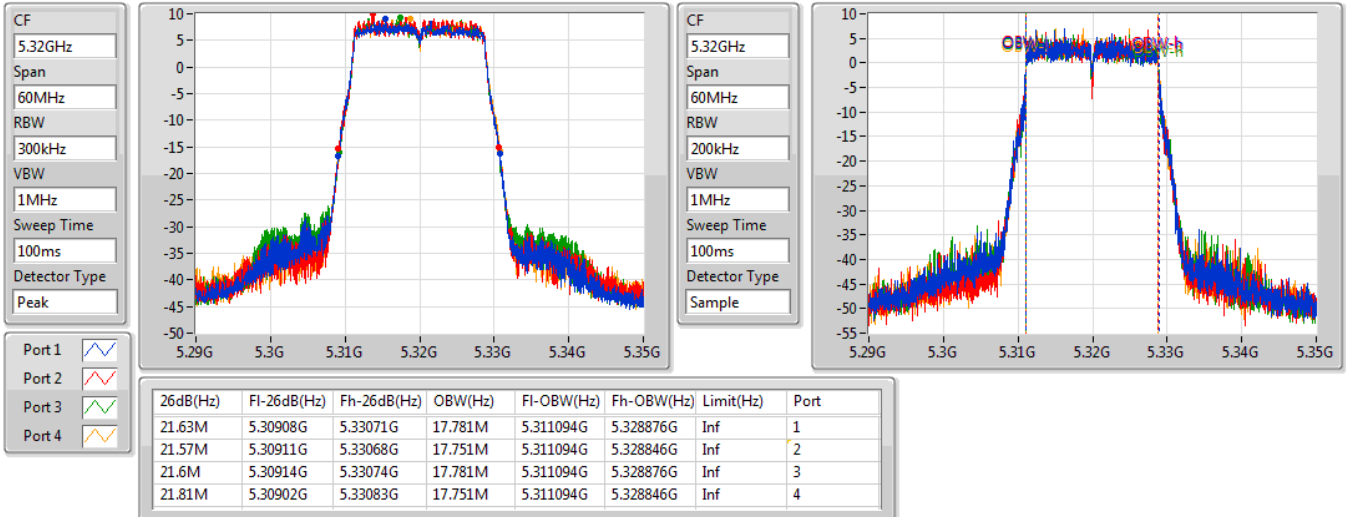 CF
5.32GHz
Span
60MHz
RBW
300kHz
VBW
1MHz
Sweep Time
100ms
Detector Type
Peak
10
5
0
-5
-10
-15
-20
-25
-30
-35
-40
-45
-50
5.29G 5.3G 5.31G 5.32G 5.33G 5.34G 5.35G
CF
5.32GHz
Span
60MHz
RBW
200kHz
VBW
1MHz
Sweep Time
100ms
Detector Type
Sample
10
5
0
-5
-10
-15
-20
-25
-30
-35
-40
-45
-50
-55
5.29G 5.3G 5.31G 5.32G 5.33G 5.34G 5.35G
Port 1
Port 2
Port 3
Port 4
26dB(Hz) Fl-26dB(Hz) Fh-26dB(Hz) OBW(Hz) Fl-OBW(Hz) Fh-OBW(Hz) Limit(Hz) Port
21.63M 5.30908G 5.33071G 17.781M 5.311094G 5.328876G Inf 1
21.57M 5.30911G 5.33068G 17.751M 5.311094G 5.328846G Inf 2
21.6M 5.30914G 5.33074G 17.781M 5.311094G 5.328876G Inf 3
21.81M 5.30902G 5.33083G 17.751M 5.311094G 5.328846G Inf 4